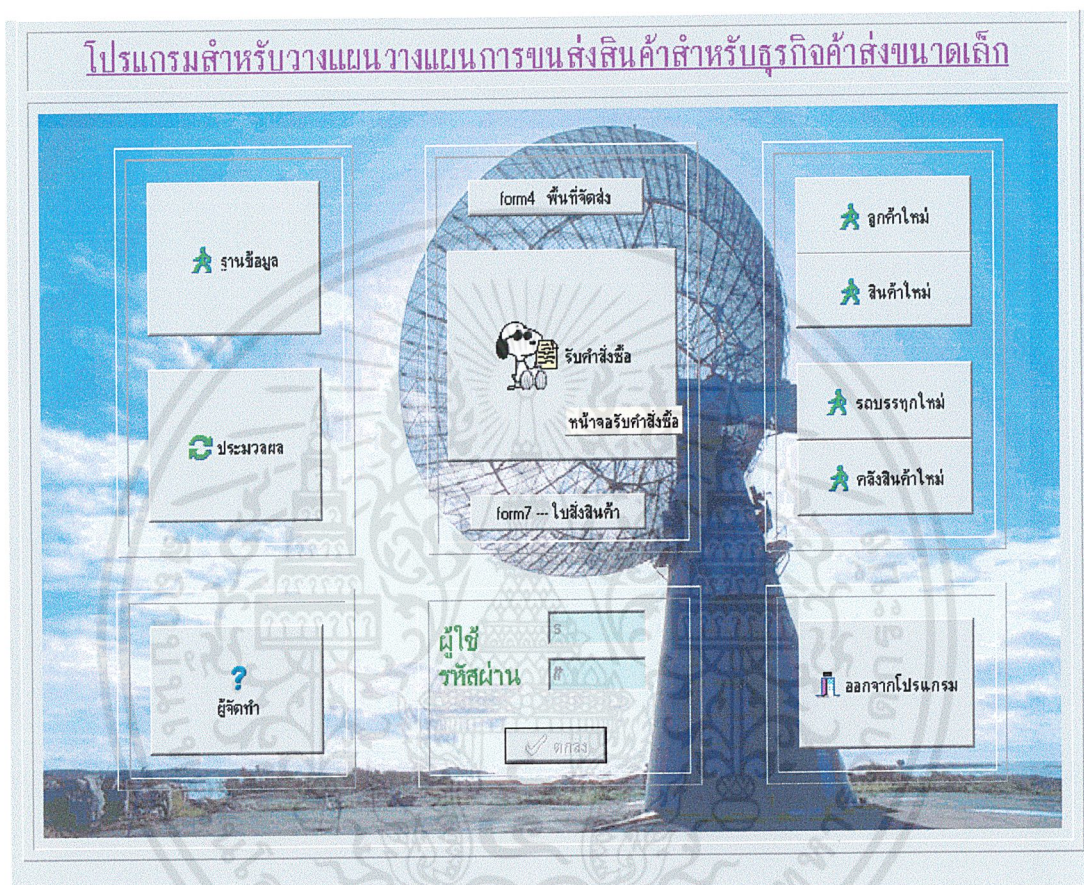 โปรแกรมสำหรับวางแผนวางแผนการขนส่งสินค้าสำหรับธุรกิจค้าส่งขนาดเล็ก
ฐานข้อมูล
ประมวลผล
form4 พื้นที่จัดส่ง
รับคำสั่งซื้อ
หน้าจอรับคำสั่งซื้อ
form7 --- ใบสั่งสินค้า
ลูกค้าใหม่
สินค้าใหม่
รถบรรทุกใหม่
คลังสินค้าใหม่
?
ผู้จัดทำ
ผู้ใช้ s
รหัสผ่าน #
ตกลง
ออกจากโปรแกรม